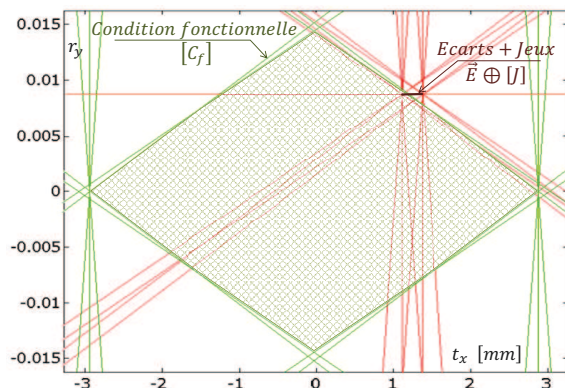 0.015
r_y
Condition fonctionnelle
[C_f]
Ecarts + Jeux
E⃗ ⊕ [J]
0.010
0.005
0
-0.005
-0.01
-0.015
t_x [mm]
-3 -2 -1 0 1 2 3